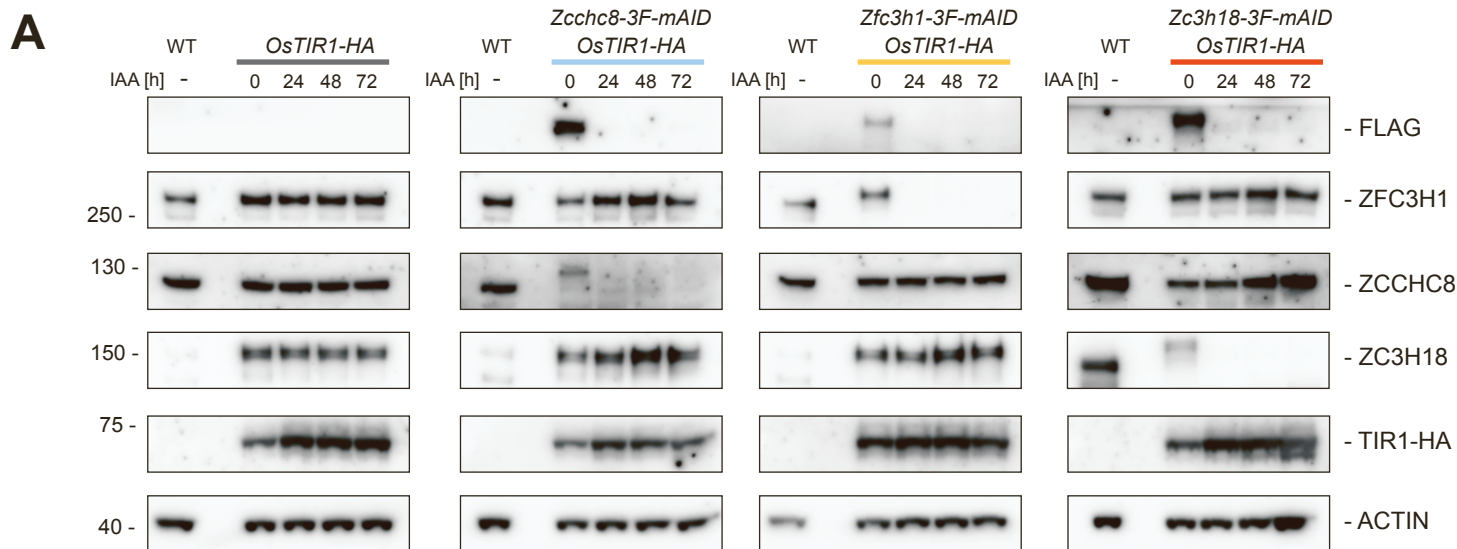 A
Zcchc8-3F-mAID Zfc3h1-3F-mAID Zc3h18-3F-mAID
WT OsTIR1-HA WT OsTIR1-HA WT OsTIR1-HA WT OsTIR1-HA
IAA [h] - 0 24 48 72 IAA [h] - 0 24 48 72 IAA [h] - 0 24 48 72 IAA [h] - 0 24 48 72
- FLAG
250 - - ZFC3H1
130 - - ZCCHC8
150 - - ZC3H18
75 - - TIR1-HA
40 - - ACTIN